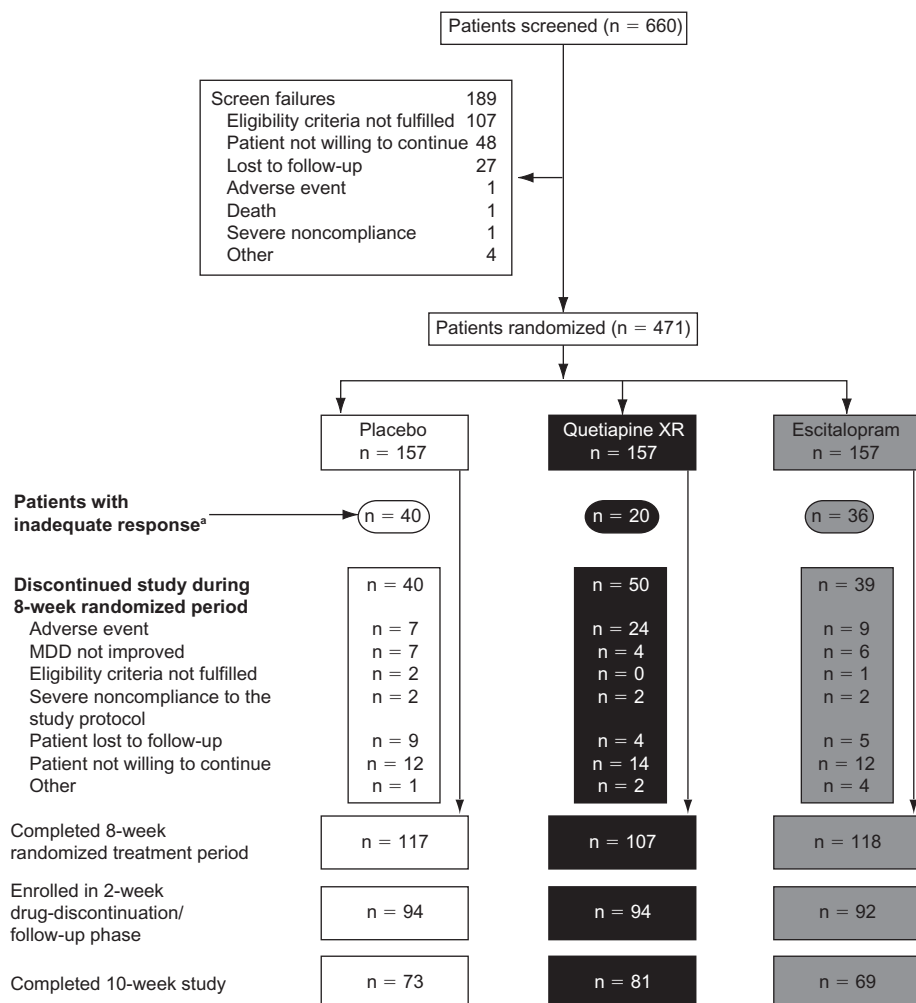 Patients screened (n = 660)
Screen failures 189
Eligibility criteria not fulfilled 107
Patient not willing to continue 48
Lost to follow-up 27
Adverse event 1
Death 1
Severe noncompliance 1
Other 4
Patients randomized (n = 471)
Placebo
n = 157
Quetiapine XR
n = 157
Escitalopram
n = 157
Patients with
inadequate responseᵃ
n = 40 n = 20 n = 36
Discontinued study during n = 40 n = 50 n = 39
8-week randomized period
Adverse event n = 7 n = 24 n = 9
MDD not improved n = 7 n = 4 n = 6
Eligibility criteria not fulfilled n = 2 n = 0 n = 1
Severe noncompliance to the n = 2 n = 2 n = 2
study protocol
Patient lost to follow-up n = 9 n = 4 n = 5
Patient not willing to continue n = 12 n = 14 n = 12
Other n = 1 n = 2 n = 4
Completed 8-week
randomized treatment period
n = 117 n = 107 n = 118
Enrolled in 2-week
drug-discontinuation/
follow-up phase
n = 94 n = 94 n = 92
Completed 10-week study n = 73 n = 81 n = 69